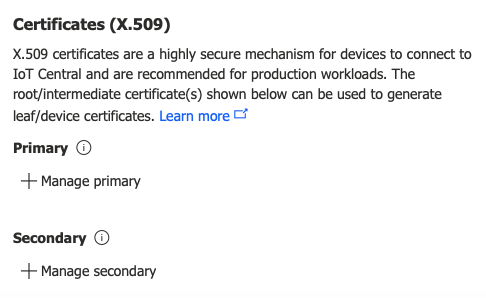 Certificates (X.509)
X.509 certificates are a highly secure mechanism for devices to connect to
IoT Central and are recommended for production workloads. The
root/intermediate certificate(s) shown below can be used to generate
leaf/device certificates. Learn more
Primary
Manage primary
Secondary
Manage secondary